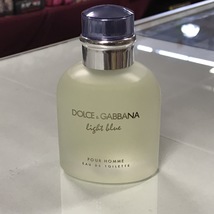 DOLCE & GABBANA
light blue
POUR HOMME
EAU DE TOILETTE